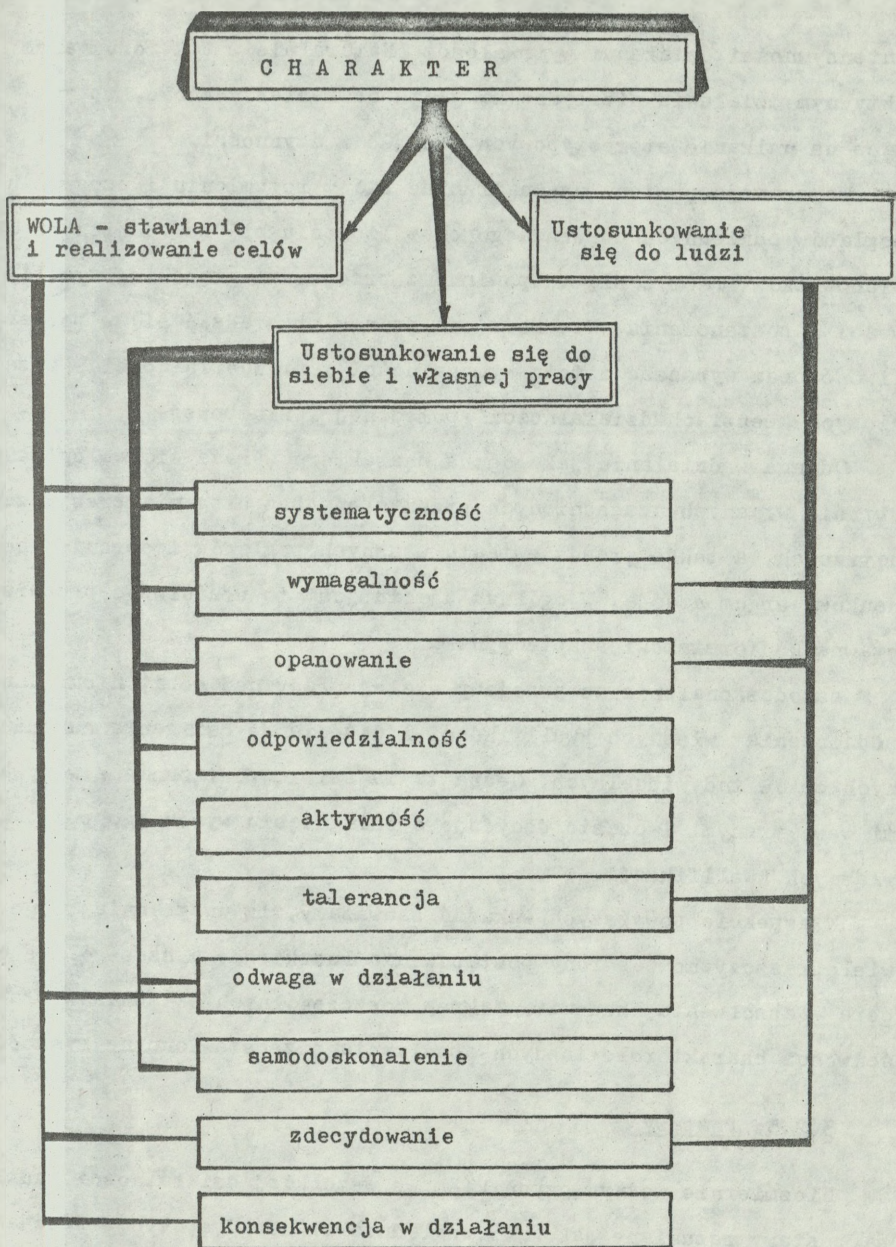 CHARAKTER
WOLA - stawianie
i realizowanie celów
Ustosunkowanie
się do ludzi
Ustosunkowanie się do
siebie i własnej pracy
systematyczność
wymagalność
opanowanie
odpowiedzialność
aktywność
talerancja
odwaga w działaniu
samodoskonalenie
zdecydowanie
konsekwencja w działaniu